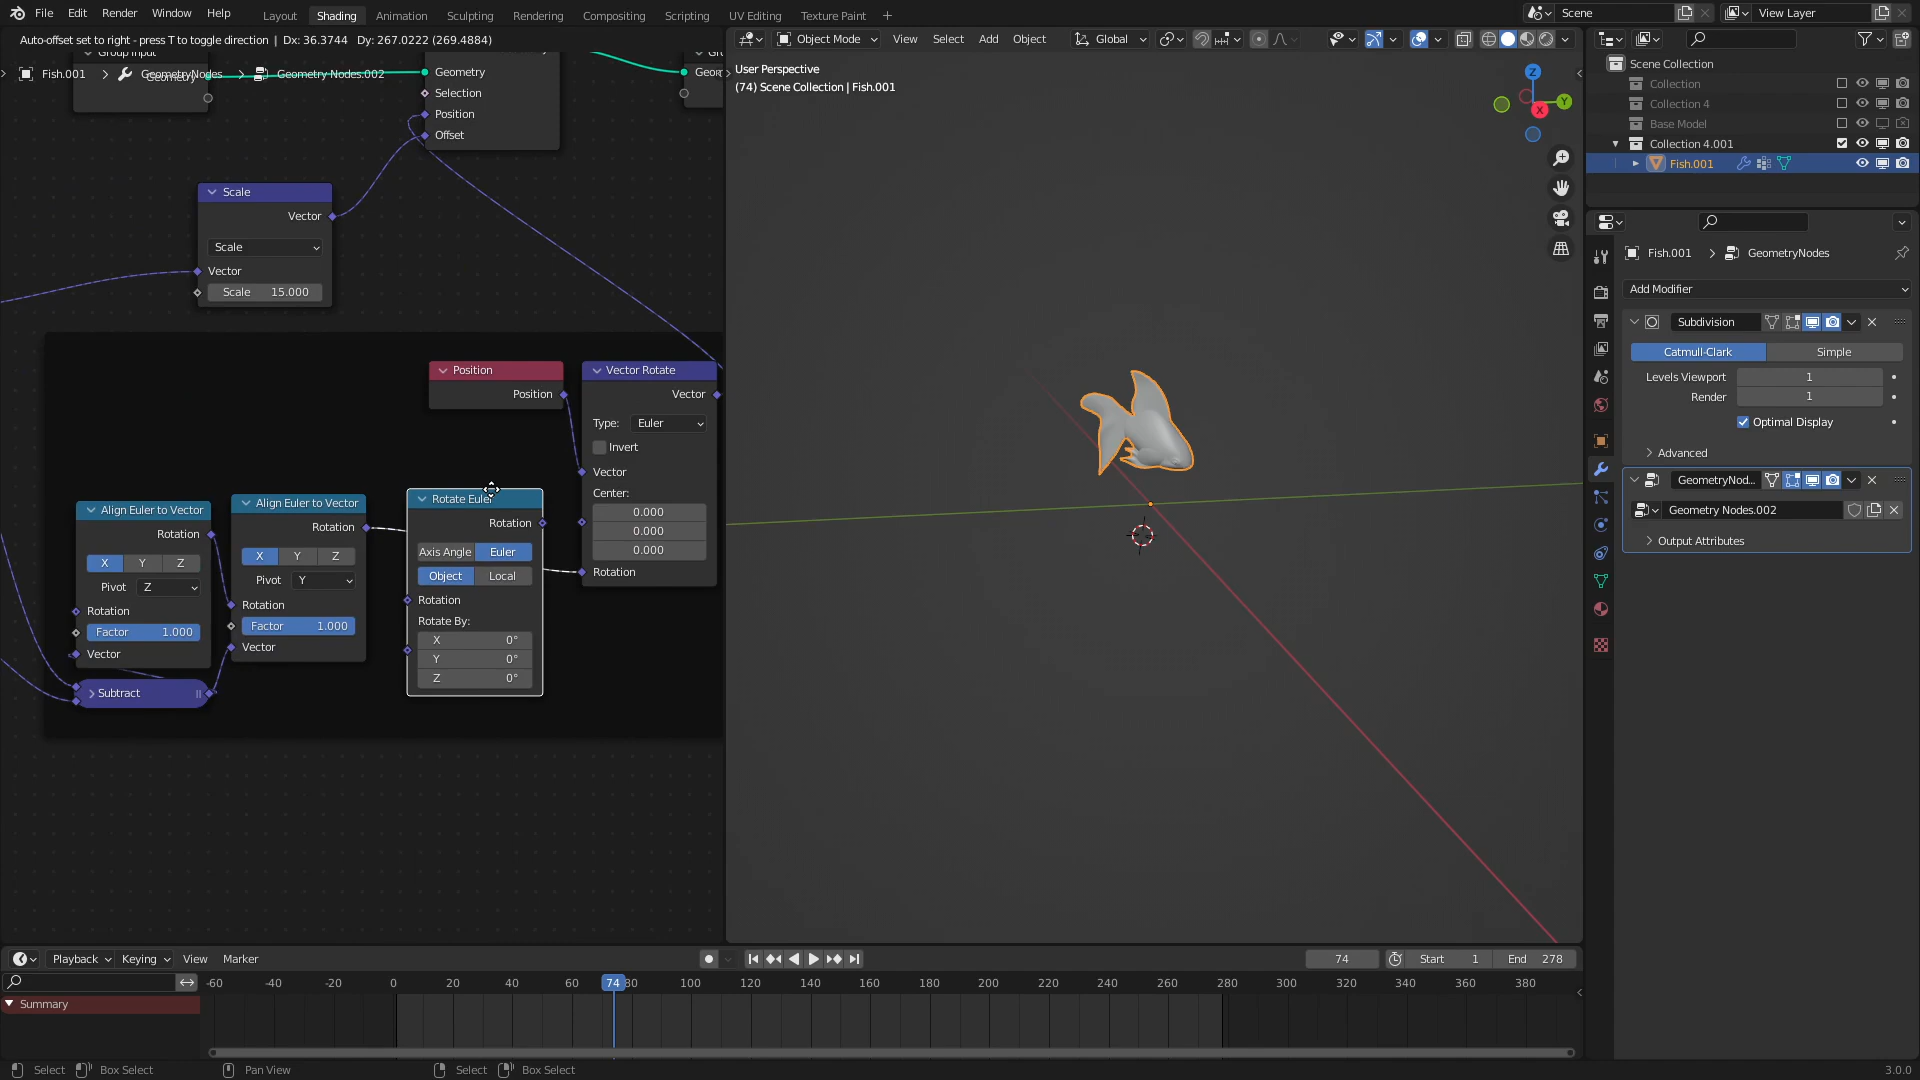 File Edit Render Window Help
Layout Shading Animation Sculpting Rendering Compositing Scripting UV Editing Texture Paint +
Scene
View Layer
Auto-offset set to right - press T to toggle direction | Dx: 36.3744 Dy: 267.0222 (269.4884)
Fish.001 > GeometryNodes > Geometry Nodes.002
Geometry
Selection
Position
Offset
Scale
Vector
Scale
Vector
Scale 15.000
Position
Position
Vector Rotate
Vector
Type: Euler
Invert
Vector
Center:
0.000
0.000
0.000
Rotation
Align Euler to Vector
Rotation
X Y Z
Pivot Z
Rotation
Factor 1.000
Vector
Subtract
Align Euler to Vector
Rotation
X Y Z
Pivot Y
Rotation
Factor 1.000
Vector
Rotate Euler
Rotation
Axis Angle Euler
Object Local
Rotation
Rotate By:
X 0°
Y 0°
Z 0°
Object Mode View Select Add Object Global
User Perspective
(74) Scene Collection | Fish.001
Z
Y
X
Scene Collection
Collection
Collection 4
Base Model
Collection 4.001
Fish.001
Fish.001 > GeometryNodes
Add Modifier
Subdivision
Catmull-Clark Simple
Levels Viewport 1
Render 1
Optimal Display
Advanced
GeometryNod...
Geometry Nodes.002
Output Attributes
Playback Keying View Marker
74 Start 1 End 278
-60 -40 -20 0 20 40 60 74 80 100 120 140 160 180 200 220 240 260 280 300 320 340 360 380
Summary
Select Box Select Pan View Select Box Select 3.0.0